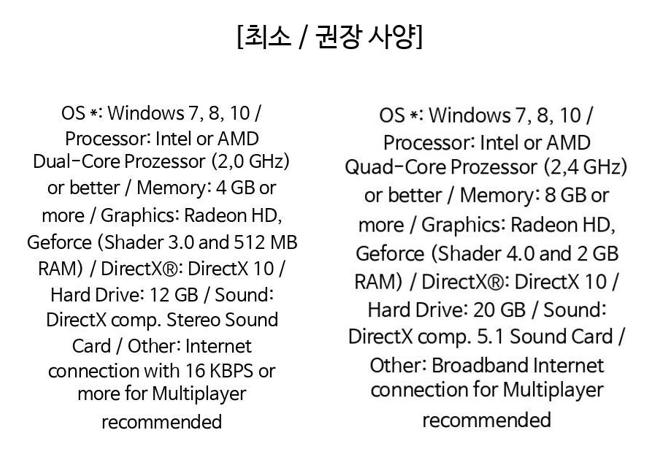 [최소 / 권장 사양]
OS *: Windows 7, 8, 10 /
Processor: Intel or AMD
Dual-Core Prozessor (2,0 GHz)
or better / Memory: 4 GB or
more / Graphics: Radeon HD,
Geforce (Shader 3.0 and 512 MB
RAM) / DirectX®: DirectX 10 /
Hard Drive: 12 GB / Sound:
DirectX comp. Stereo Sound
Card / Other: Internet
connection with 16 KBPS or
more for Multiplayer
recommended
OS *: Windows 7, 8, 10 /
Processor: Intel or AMD
Quad-Core Prozessor (2,4 GHz)
or better / Memory: 8 GB or
more / Graphics: Radeon HD,
Geforce (Shader 4.0 and 2 GB
RAM) / DirectX®: DirectX 10 /
Hard Drive: 20 GB / Sound:
DirectX comp. 5.1 Sound Card /
Other: Broadband Internet
connection for Multiplayer
recommended